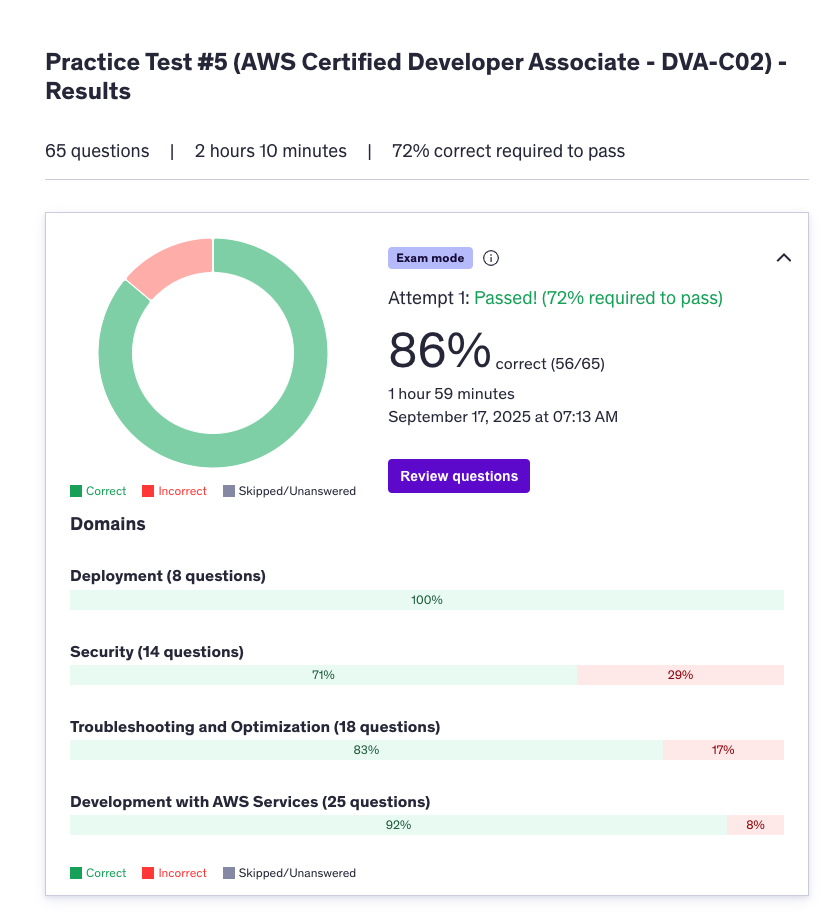 Practice Test #5 (AWS Certified Developer Associate - DVA-C02) -
Results
65 questions | 2 hours 10 minutes | 72% correct required to pass
Exam mode
Attempt 1: Passed! (72% required to pass)
86% correct (56/65)
1 hour 59 minutes
September 17, 2025 at 07:13 AM
Review questions
Correct Incorrect Skipped/Unanswered
Domains
Deployment (8 questions)
100%
Security (14 questions)
71% 29%
Troubleshooting and Optimization (18 questions)
83% 17%
Development with AWS Services (25 questions)
92% 8%
Correct Incorrect Skipped/Unanswered